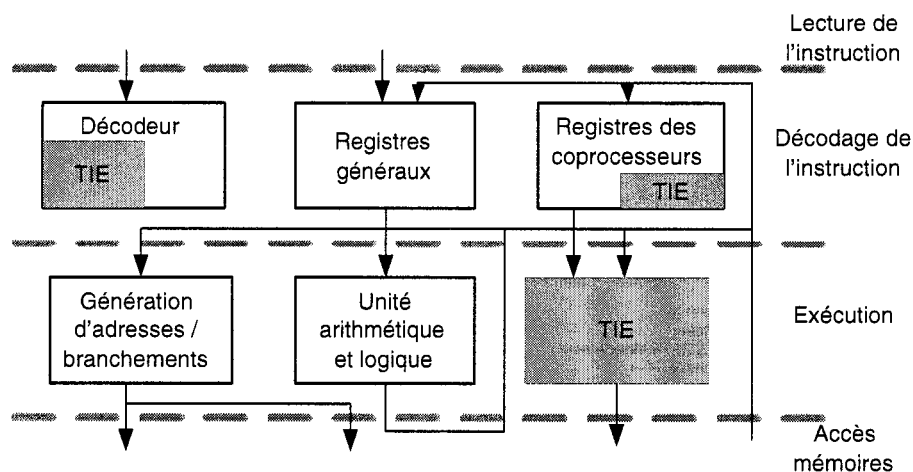 Lecture de
l'instruction
Décodeur
TIE
Registres
généraux
Registres des
coprocesseurs
TIE
Décodage de
l'instruction
Génération
d'adresses /
branchements
Unité
arithmétique
et logique
TIE
Exécution
Accès
mémoires